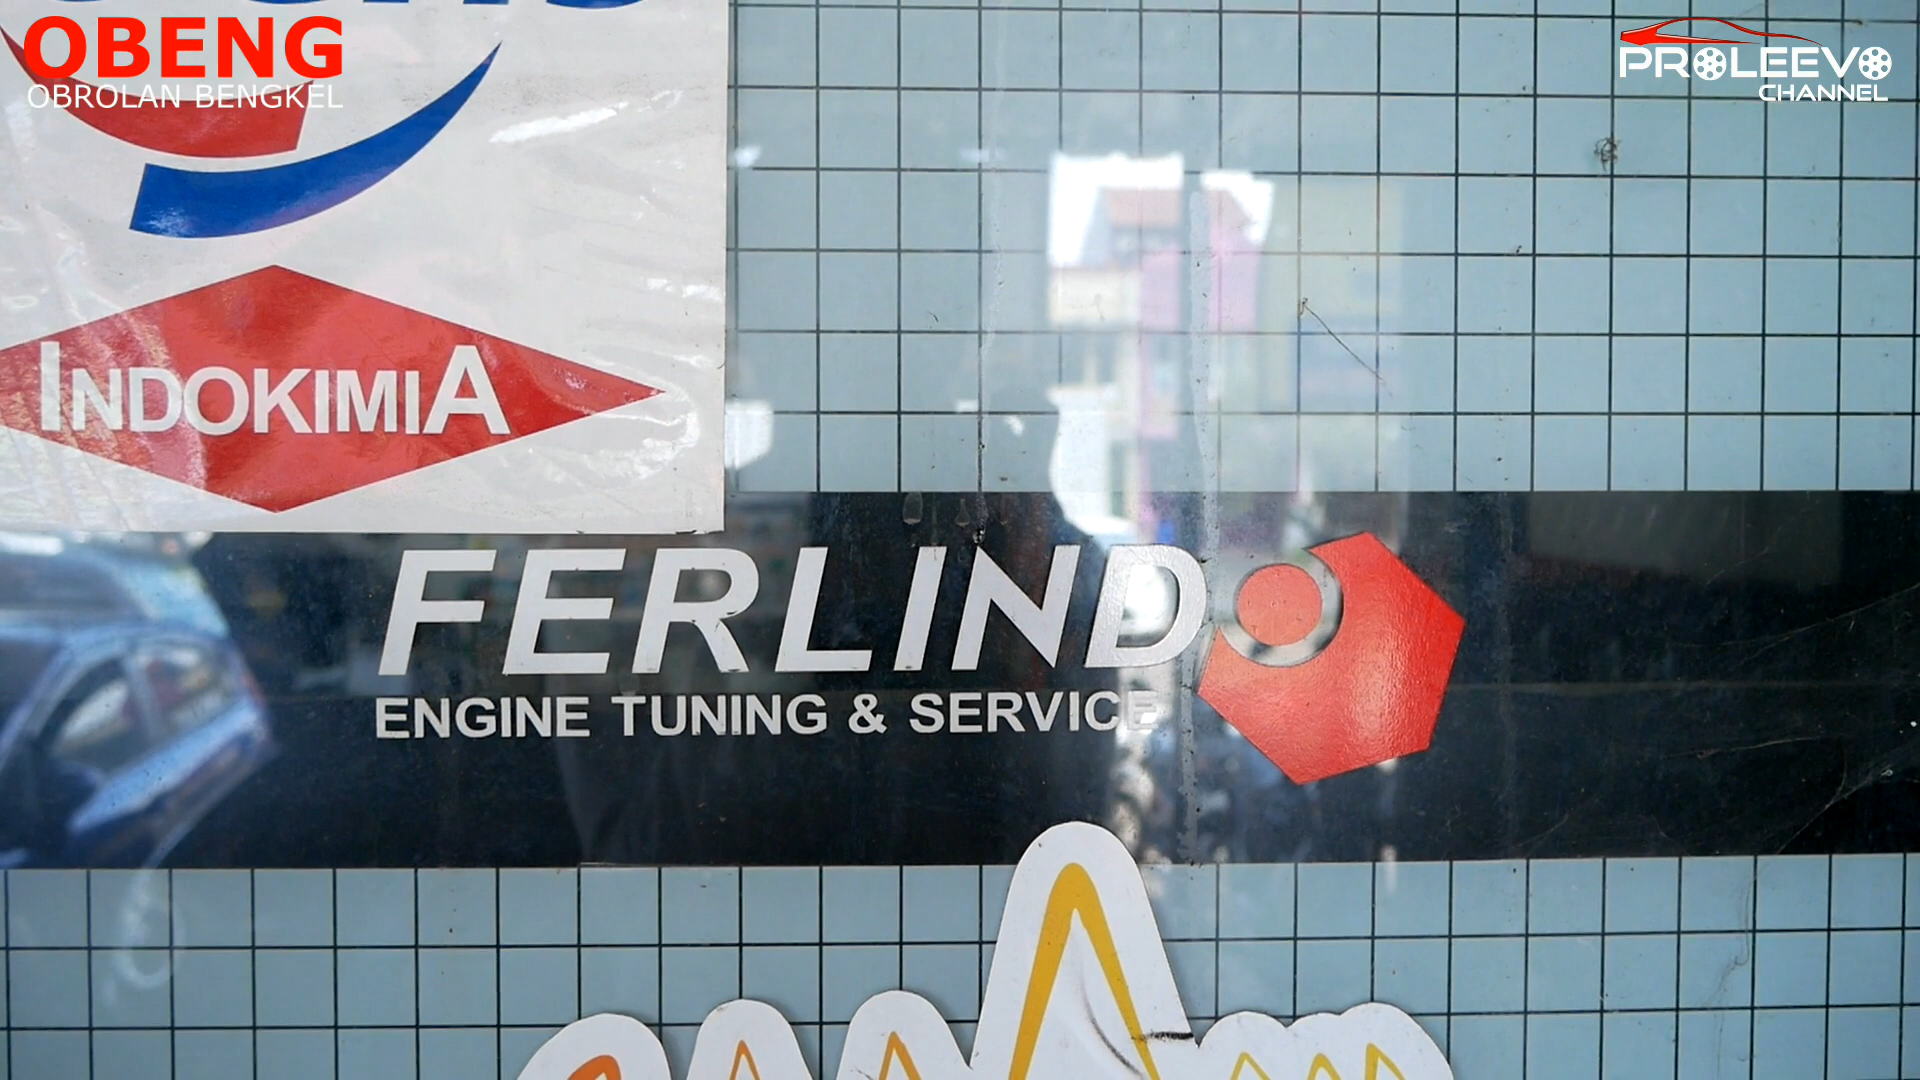 OBENG
OBROLAN BENGKEL
PROLEEVO
CHANNEL
INDOKIMIA
FERLINDO
ENGINE TUNING & SERVICE